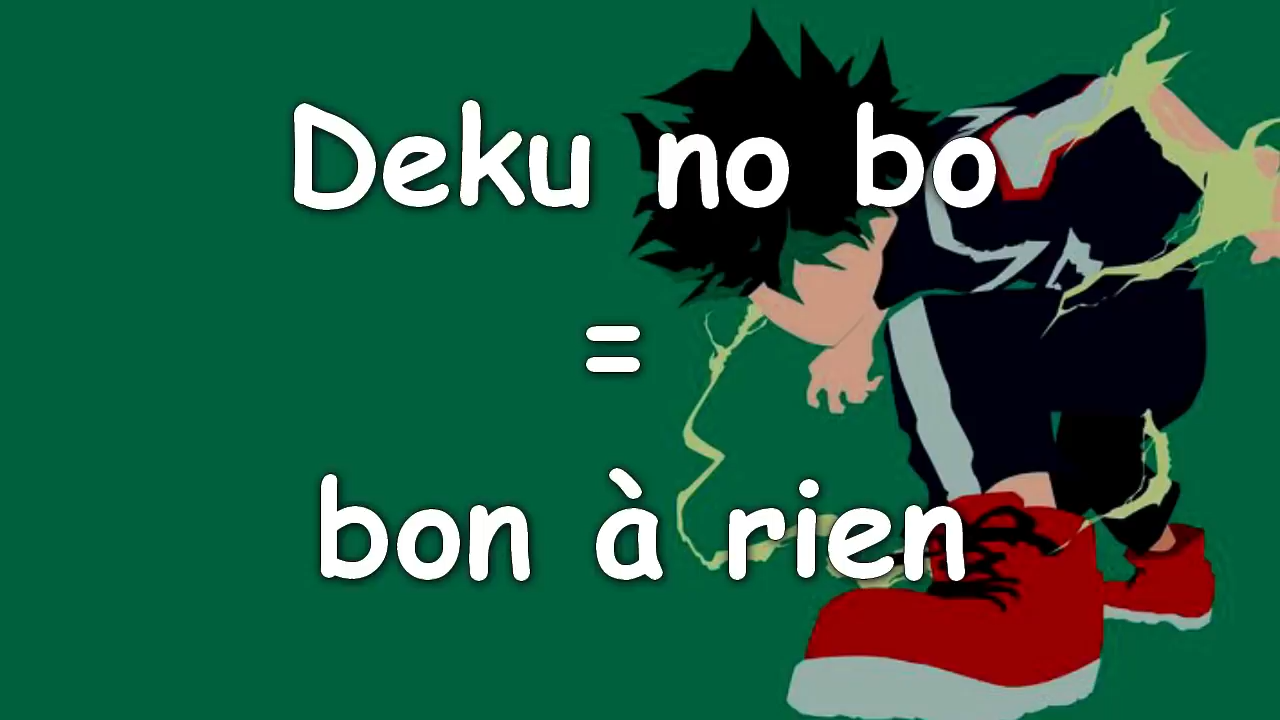 Deku no bo
=
bon à rien